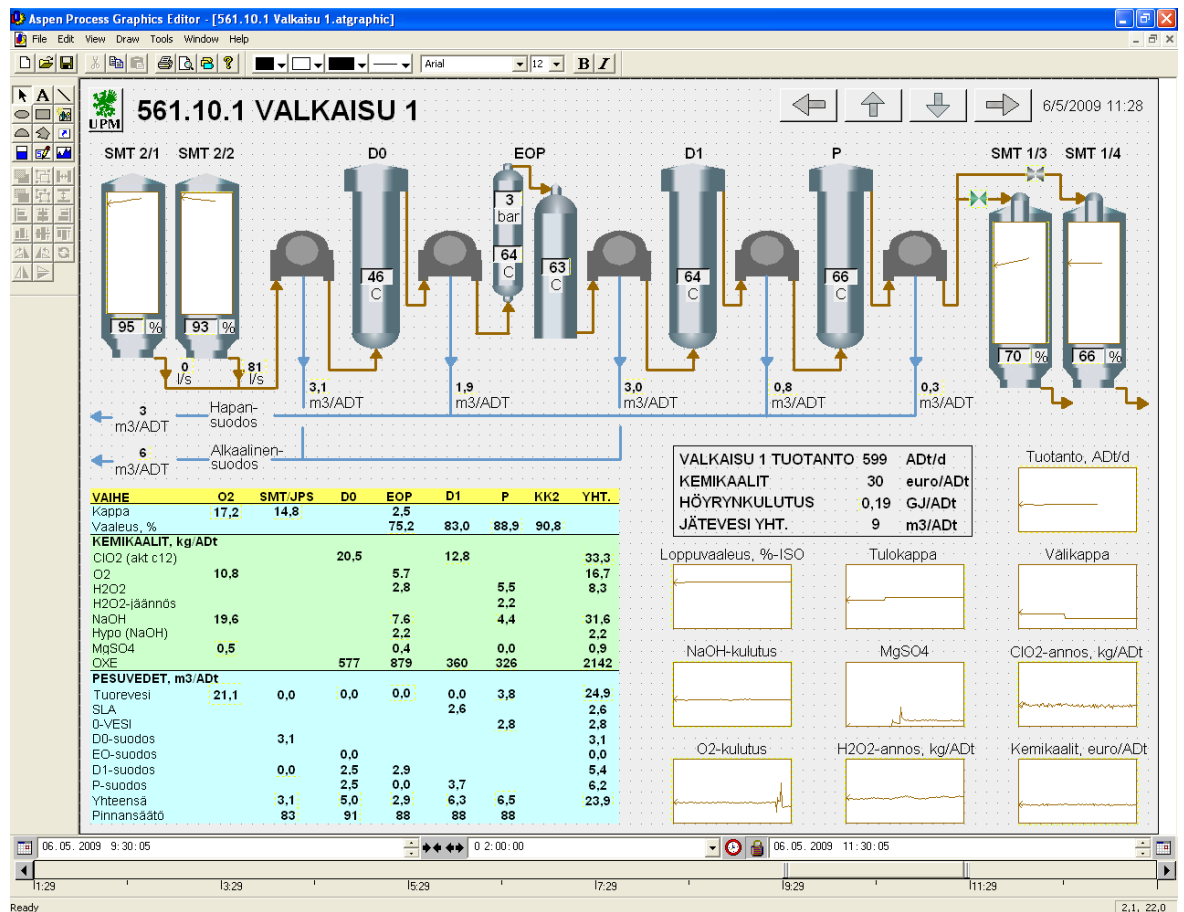 Aspen Process Graphics Editor - [561.10.1 Valkaisu 1.atgraphic]
File Edit View Draw Tools Window Help
Arial 12 B I
UPM 561.10.1 VALKAISU 1 6/5/2009 11:28
SMT 2/1 SMT 2/2 D0 EOP D1 P SMT 1/3 SMT 1/4
3
bar
64
C
63
C
46
C
64
C
66
C
95 % 93 %
70 % 66 %
0
l/s
81
l/s
3,1
m3/ADT
1,9
m3/ADT
3,0
m3/ADT
0,8
m3/ADT
0,3
m3/ADT
3
m3/ADT
Hapan-
suodos
6
m3/ADT
Alkaalinen-
suodos
VALKAISU 1 TUOTANTO 599 ADt/d
KEMIKAALIT 30 euro/ADt
HÖYRYNKULUTUS 0,19 GJ/ADt
JÄTEVESI YHT. 9 m3/ADt
Tuotanto, ADt/d
Loppuvaaleus, %-ISO Tulokappa Välikappa
NaOH-kulutus MgSO4 ClO2-annos, kg/ADt
O2-kulutus H2O2-annos, kg/ADt Kemikaalit, euro/ADt
VAIHE O2 SMT/JPS D0 EOP D1 P KK2 YHT.
Kappa 17,2 14,8 2,5
Vaaleus, % 75,2 83,0 88,9 90,8
KEMIKAALIT, kg/ADt
ClO2 (akt c12) 20,5 12,8 33,3
O2 10,8 5.7 16,7
H2O2 2,8 5,5 8,3
H2O2-jäännös 2,2
NaOH 19,6 7.6 4,4 31,6
Hypo (NaOH) 2,2 2,2
MgSO4 0,5 0,4 0,0 0,9
OXE 577 879 360 326 2142
PESUVEDET, m3/ADt
Tuorevesi 21,1 0,0 0,0 0,0 0,0 3,8 24,9
SLA 2,6 2,6
0-VESI 2,8 2,8
D0-suodos 3,1 3,1
EO-suodos 0,0 0,0
D1-suodos 0,0 2,5 2,9 5,4
P-suodos 2,5 0,0 3,7 6,2
Yhteensä 3,1 5,0 2,9 6,3 6,5 23,9
Pinnansäätö 83 91 88 88 88
06.05.2009 9:30:05 0 2:00:00 06.05.2009 11:30:05
1:29 3:29 5:29 7:29 9:29 11:29
Ready 2,1, 22,0